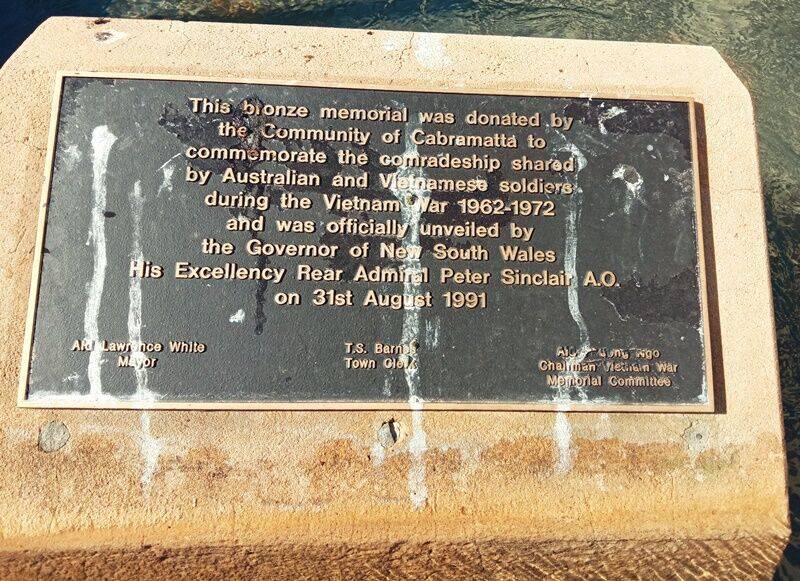 This bronze memorial was donated by
the Community of Cabramatta to
commemorate the comradeship shared
by Australian and Vietnamese soldiers
during the Vietnam War 1962-1972
and was officially unveiled by
the Governor of New South Wales
His Excellency Rear Admiral Peter Sinclair A.O.
on 31st August 1991
Ald Lawrence White
Mayor
T.S. Barnes
Town Clerk
Ngo
Chairman Vietnam War
Memorial Committee